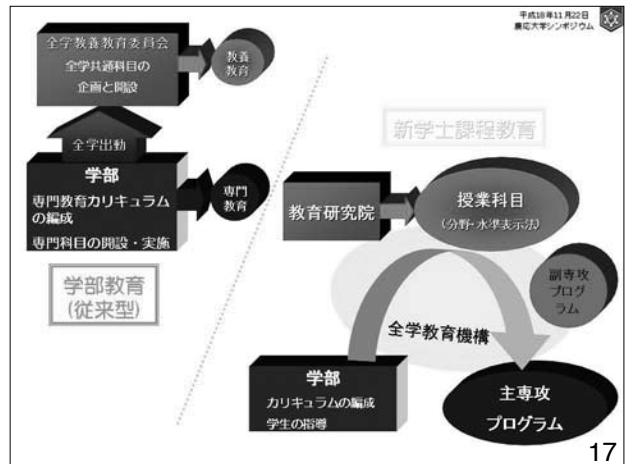 平成18年11月22日
慶応大学シンポジウム
全学教養教育委員会
全学共通科目の
企画と開設
教養
教育
全学出動
学部
専門教育カリキュラム
の編成
専門科目の開設・実施
専門
教育
学部教育
(従来型)
新学士課程教育
教育研究院
授業科目
(分野・水準表示法)
副専攻
プログ
ラム
全学教育機構
学部
カリキュラムの編成
学生の指導
主専攻
プログラム
17